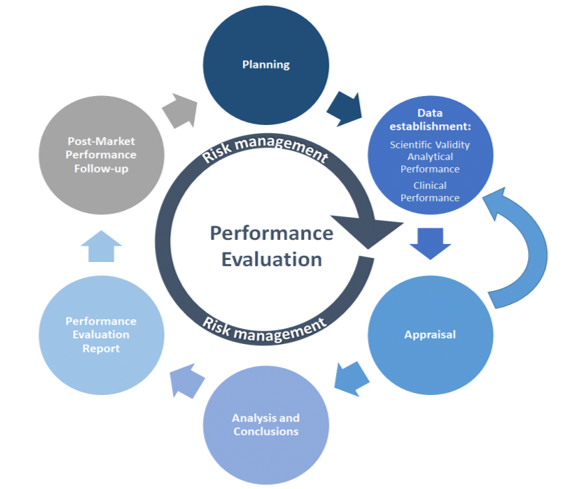 Planning
Data
establishment:
Scientific Validity
Analytical
Performance
Clinical
Performance
Appraisal
Analysis and
Conclusions
Performance
Evaluation
Report
Post-Market
Performance
Follow-up
Risk management
Performance
Evaluation
Risk management